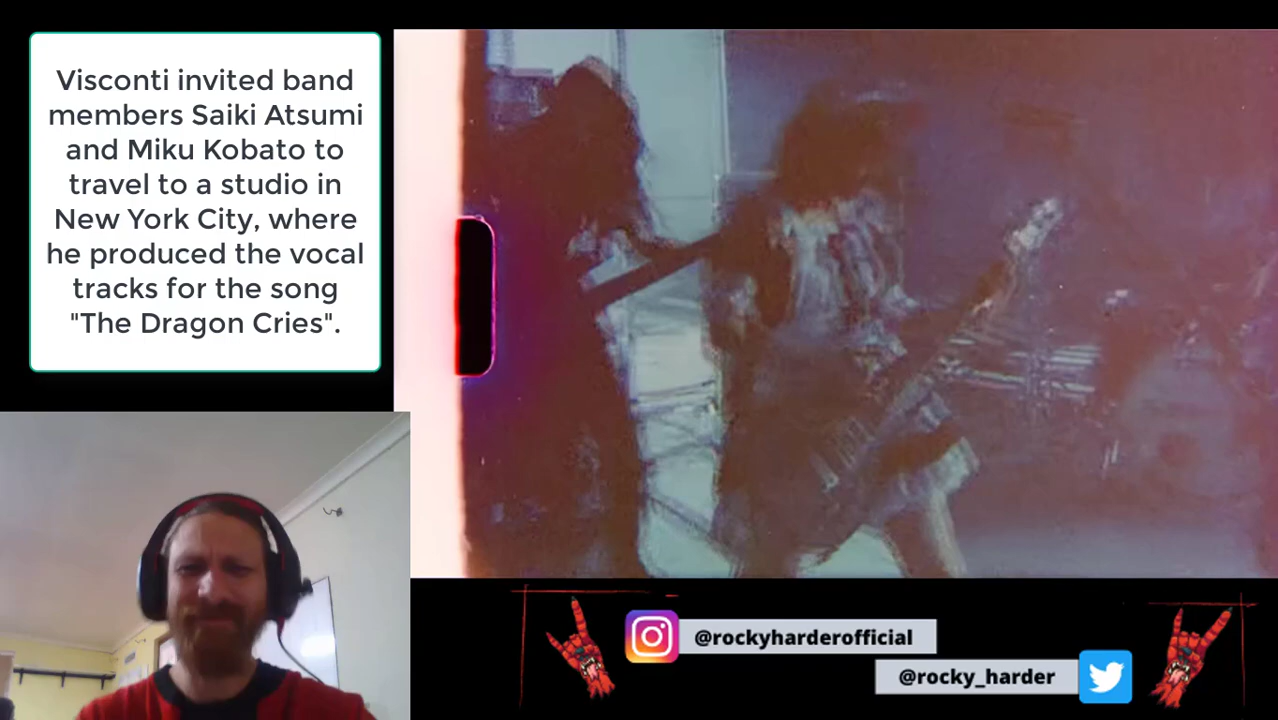 Visconti invited band
members Saiki Atsumi
and Miku Kobato to
travel to a studio in
New York City, where
he produced the vocal
tracks for the song
"The Dragon Cries".
@rockyharderofficial
@rocky_harder